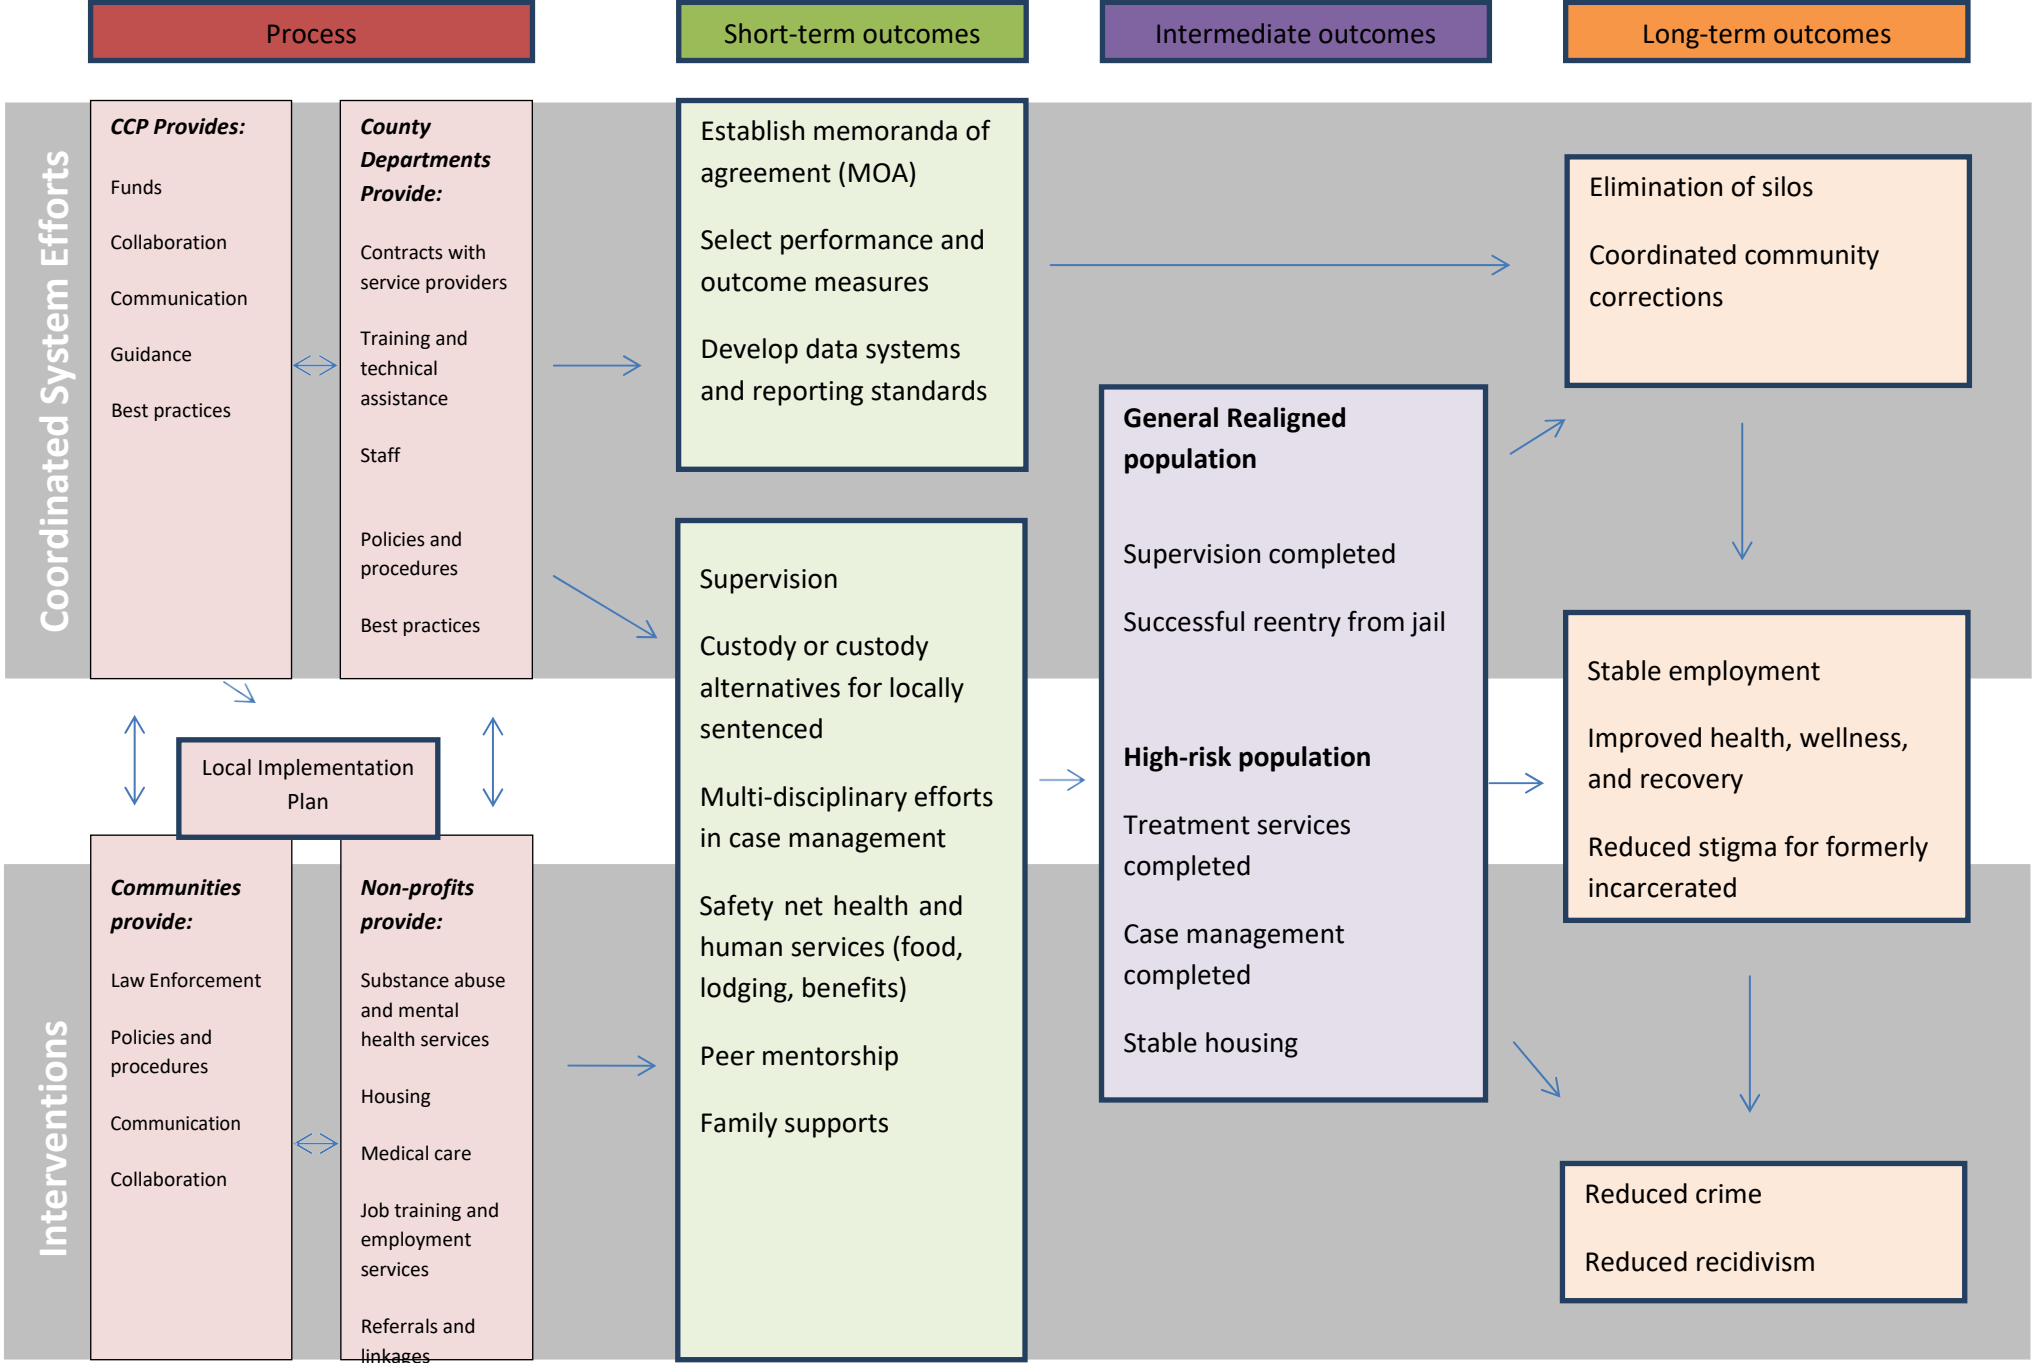 Process
Short-term outcomes
Intermediate outcomes
Long-term outcomes
Coordinated System Efforts
CCP Provides:
Funds
Collaboration
Communication
Guidance
Best practices
County
Departments
Provide:
Contracts with
service providers
Training and
technical
assistance
Staff
Policies and
procedures
Best practices
Establish memoranda of
agreement (MOA)
Select performance and
outcome measures
Develop data systems
and reporting standards
Elimination of silos
Coordinated community
corrections
Local Implementation
Plan
Interventions
Communities
provide:
Law Enforcement
Policies and
procedures
Communication
Collaboration
Non-profits
provide:
Substance abuse
and mental
health services
Housing
Medical care
Job training and
employment
services
Referrals and
linkages
Supervision
Custody or custody
alternatives for locally
sentenced
Multi-disciplinary efforts
in case management
Safety net health and
human services (food,
lodging, benefits)
Peer mentorship
Family supports
General Realigned
population
Supervision completed
Successful reentry from jail
High-risk population
Treatment services
completed
Case management
completed
Stable housing
Stable employment
Improved health, wellness,
and recovery
Reduced stigma for formerly
incarcerated
Reduced crime
Reduced recidivism